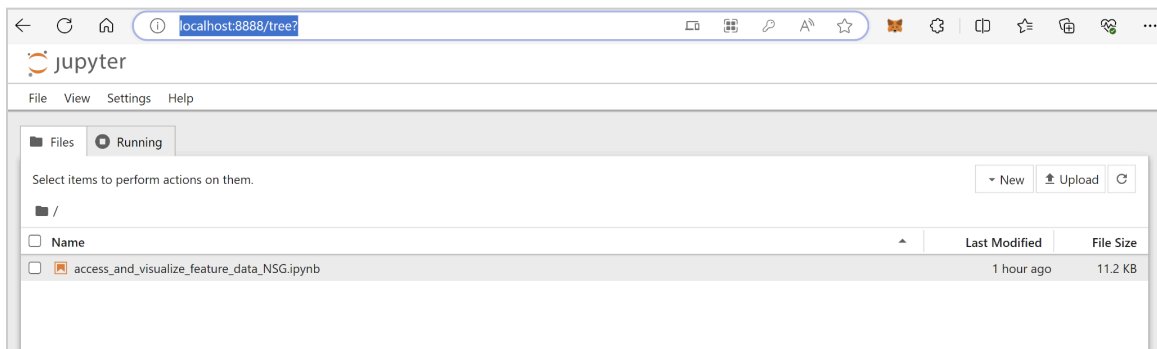 localhost:8888/tree?
jupyter
File View Settings Help
Files Running
Select items to perform actions on them.
New Upload
/
Name Last Modified File Size
access_and_visualize_feature_data_NSG.ipynb 1 hour ago 11.2 KB